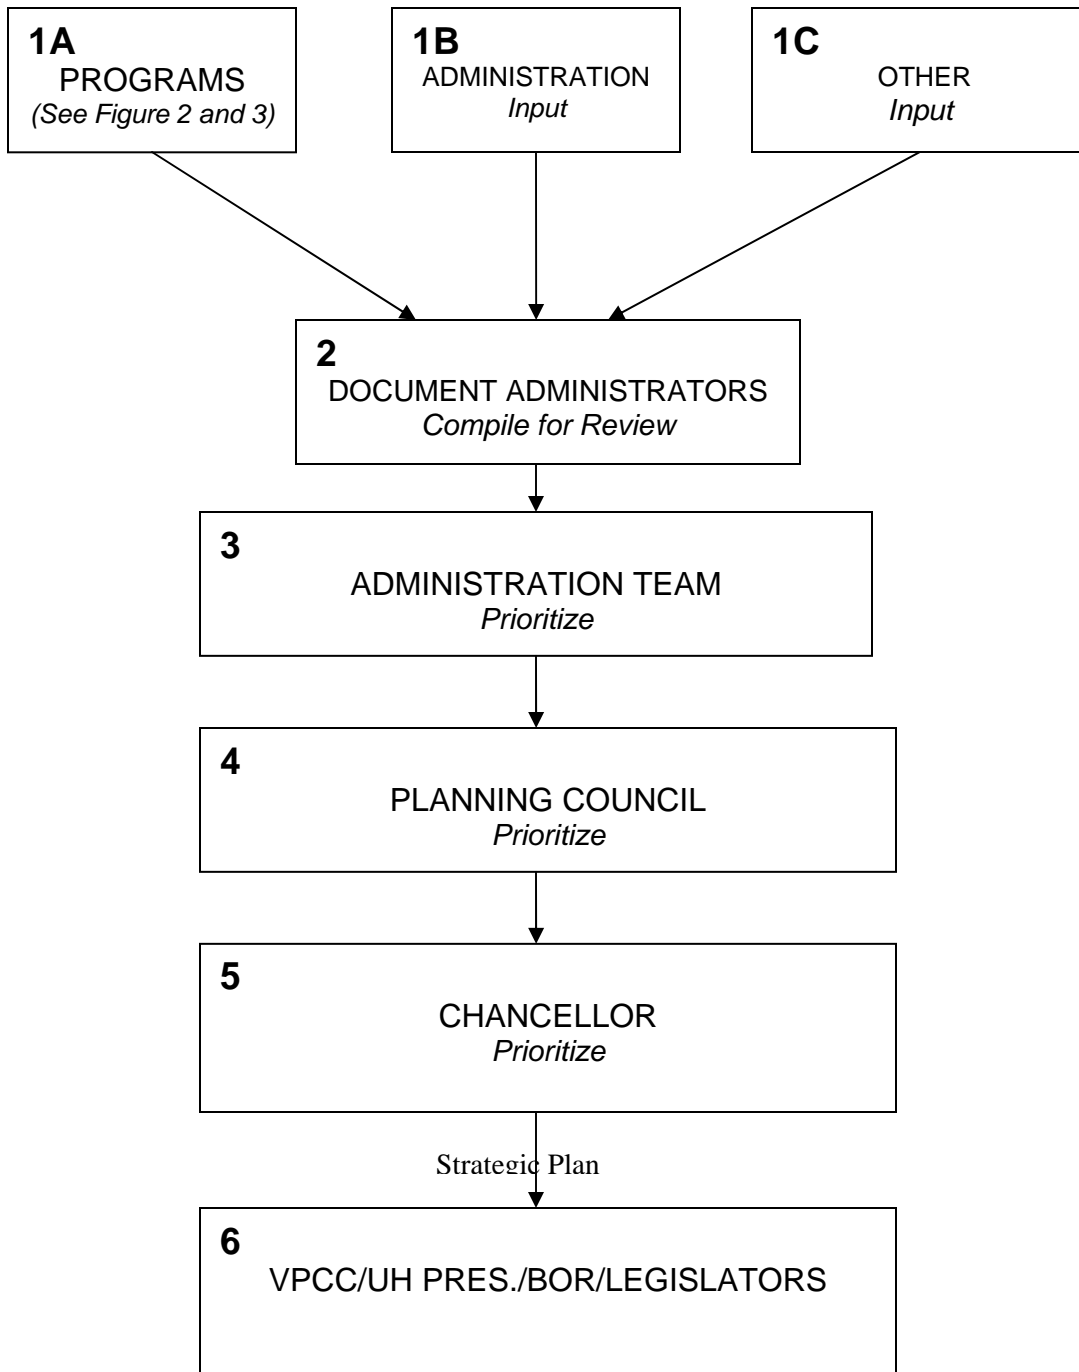 1A
PROGRAMS
(See Figure 2 and 3)
1B
ADMINISTRATION
Input
1C
OTHER
Input
2
DOCUMENT ADMINISTRATORS
Compile for Review
3
ADMINISTRATION TEAM
Prioritize
4
PLANNING COUNCIL
Prioritize
5
CHANCELLOR
Prioritize
Strategic Plan
6
VPCC/UH PRES./BOR/LEGISLATORS